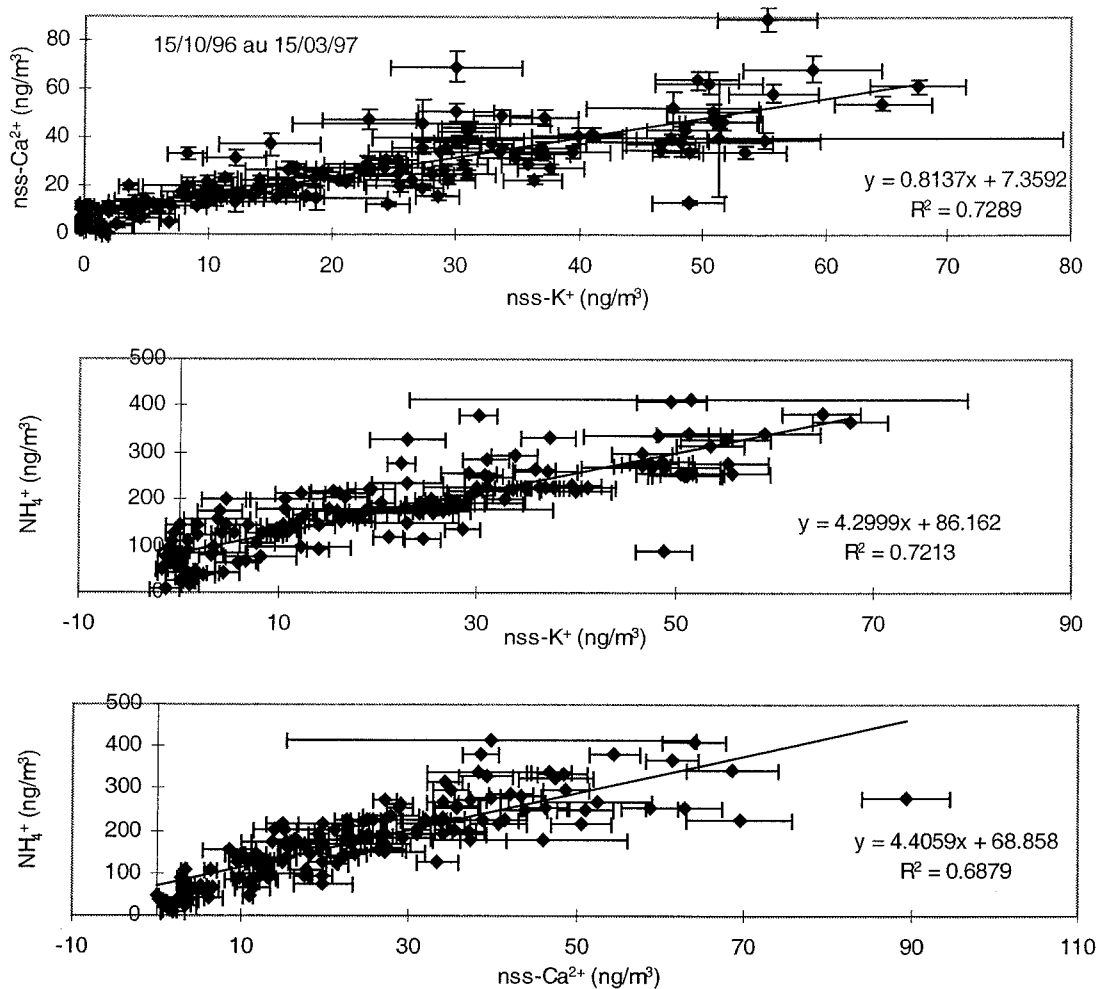 15/10/96 au 15/03/97
nss-Ca²⁺ (ng/m³)
80
60
40
20
0
y = 0.8137x + 7.3592
R² = 0.7289
0 10 20 30 40 50 60 70 80
nss-K⁺ (ng/m³)
NH₄⁺ (ng/m³)
500
400
300
200
100
0
y = 4.2999x + 86.162
R² = 0.7213
-10 10 30 50 70 90
nss-K⁺ (ng/m³)
NH₄⁺ (ng/m³)
500
400
300
200
100
0
y = 4.4059x + 68.858
R² = 0.6879
-10 10 30 50 70 90 110
nss-Ca²⁺ (ng/m³)